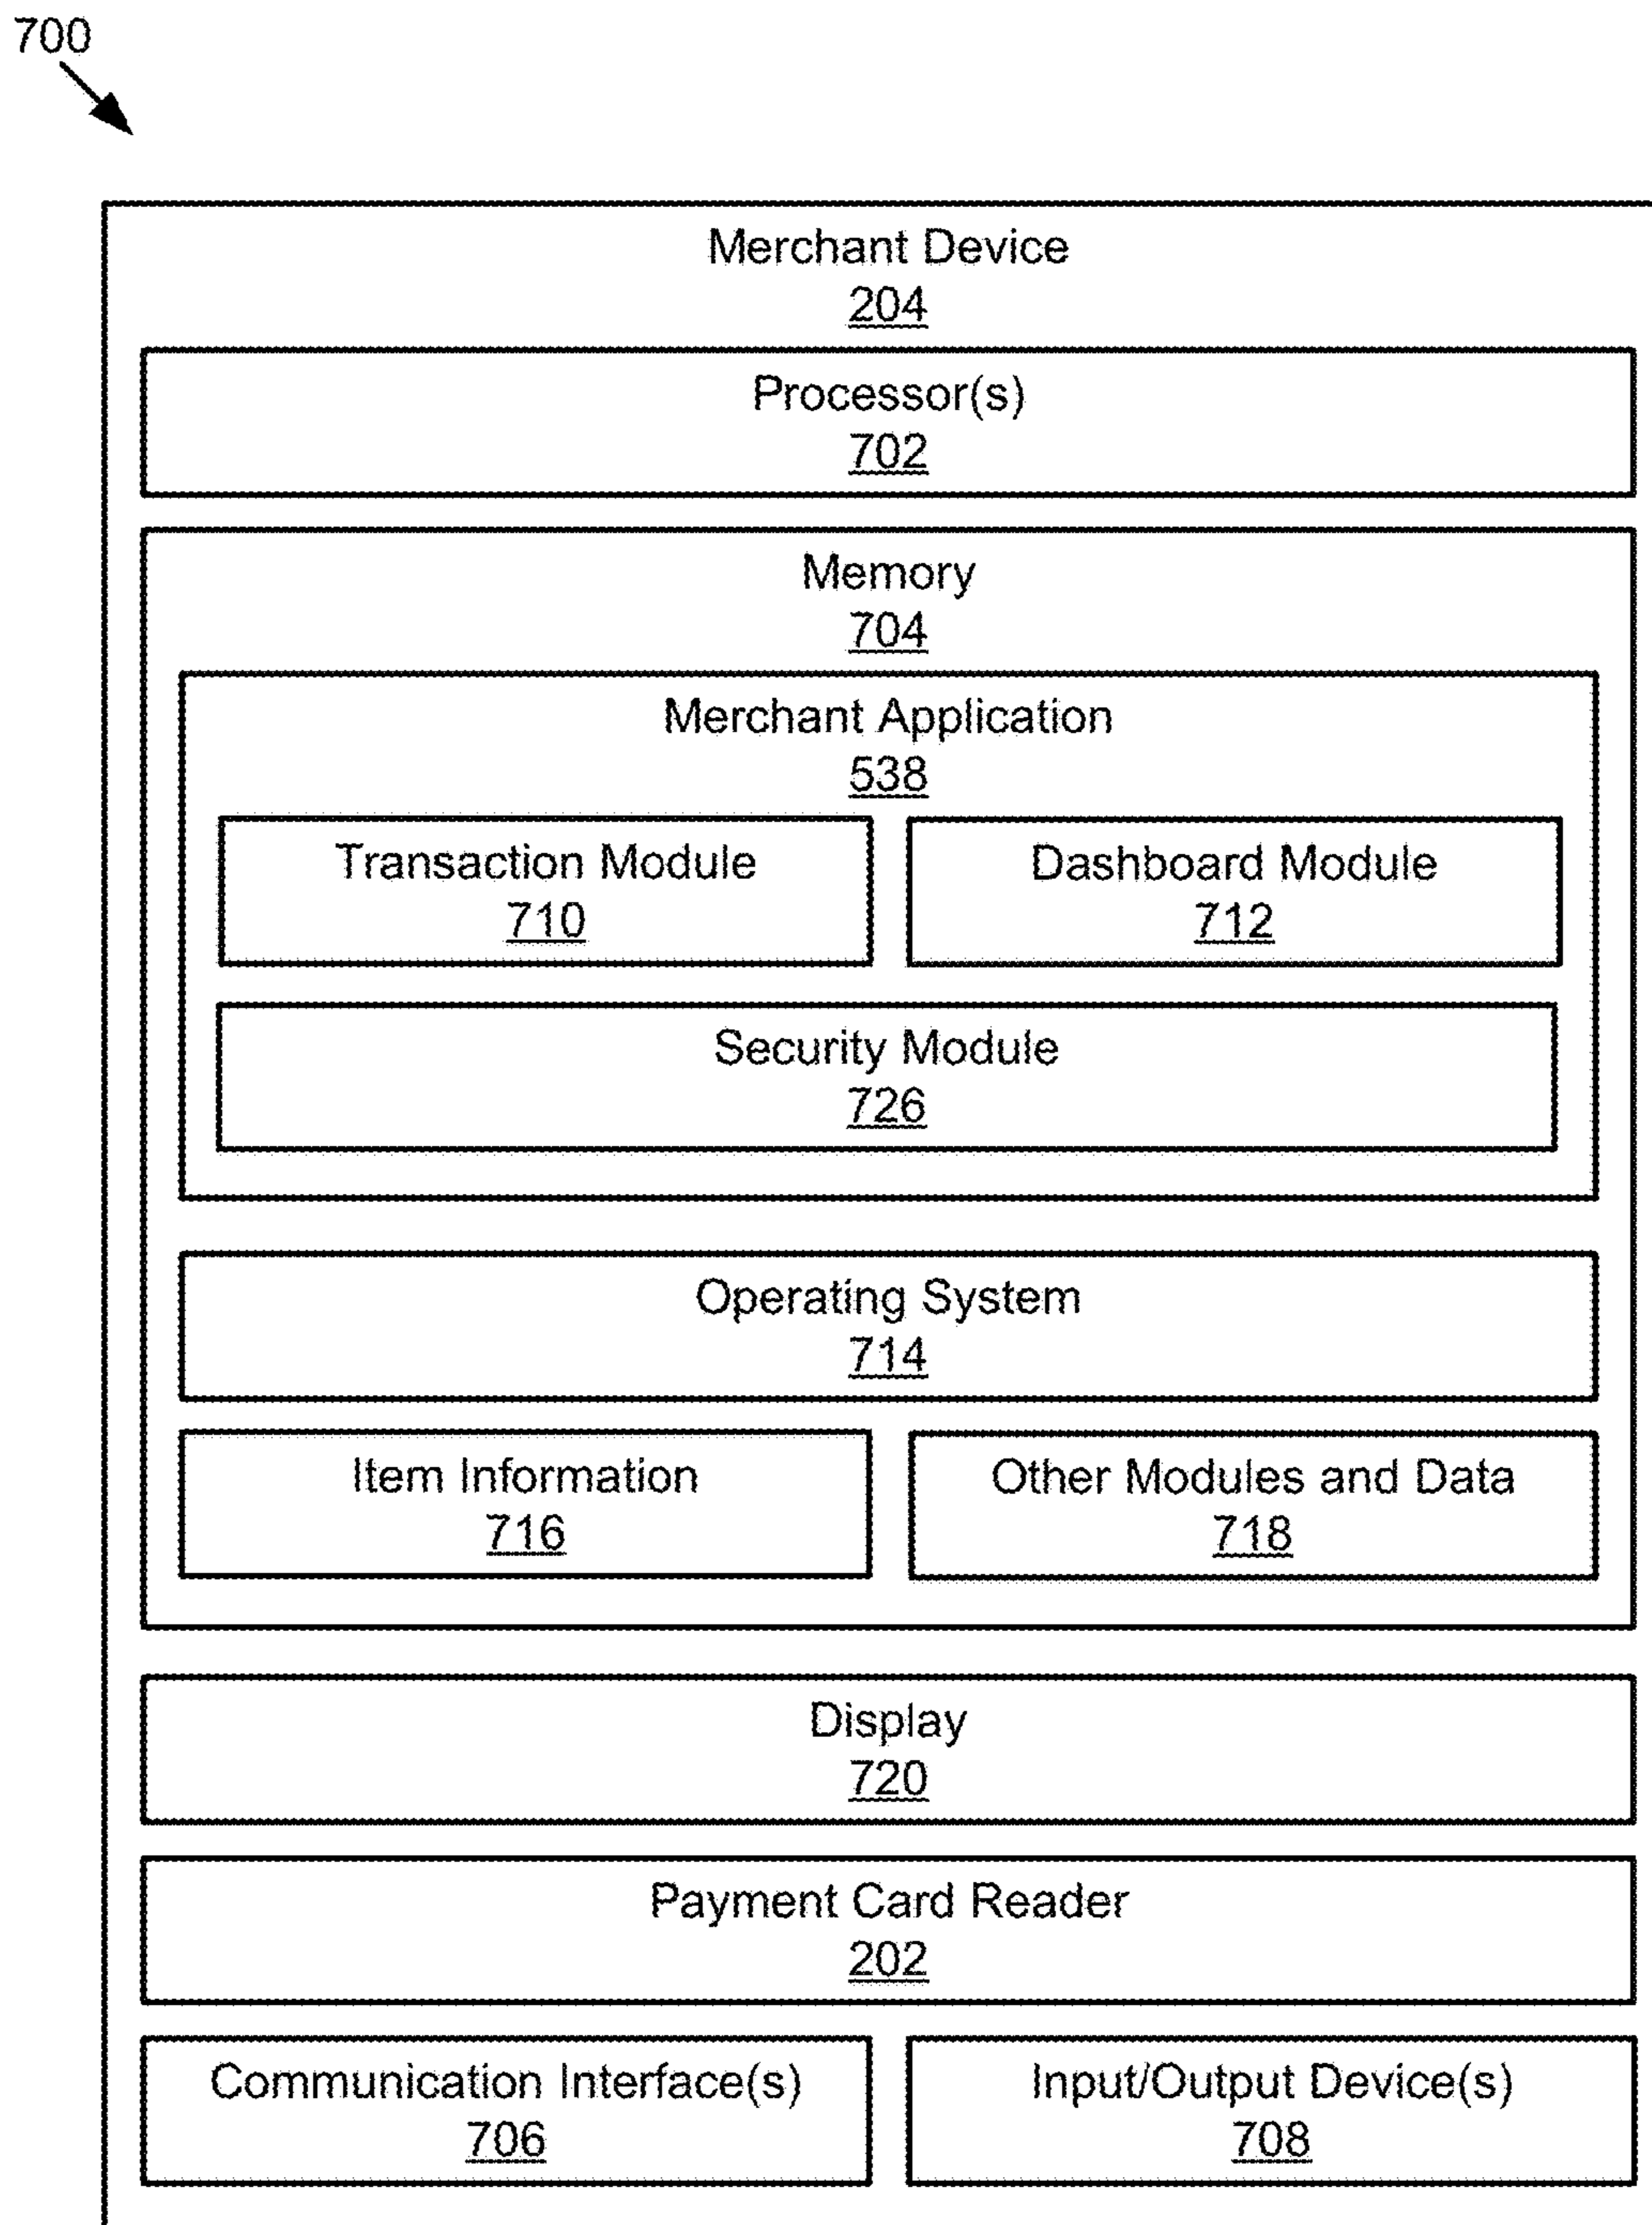 700
Merchant Device
204
Processor(s)
702
Memory
704
Merchant Application
538
Transaction Module
710
Dashboard Module
712
Security Module
726
Operating System
714
Item Information
716
Other Modules and Data
718
Display
720
Payment Card Reader
202
Communication Interface(s)
706
Input/Output Device(s)
708